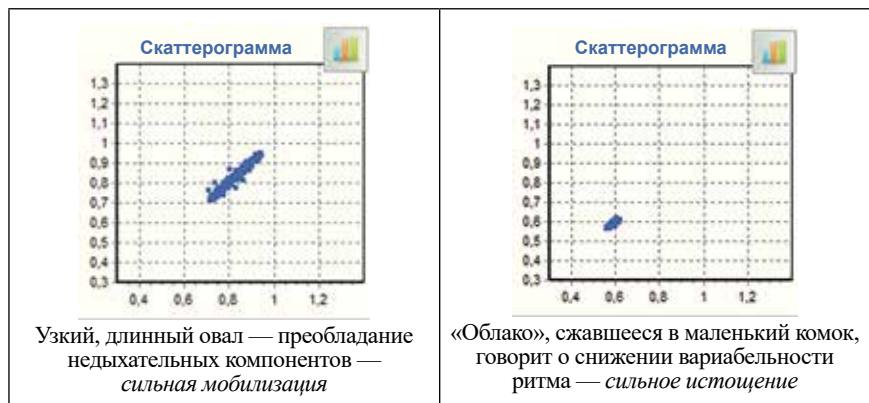 Скаттерограмма
1,3
1,2
1,1
1
0,9
0,8
0,7
0,6
0,5
0,4
0,3
0,4 0,6 0,8 1 1,2
Узкий, длинный овал — преобладание
недыхательных компонентов —
сильная мобилизация
Скаттерограмма
1,3
1,2
1,1
1
0,9
0,8
0,7
0,6
0,5
0,4
0,3
0,4 0,6 0,8 1 1,2
«Облако», сжавшееся в маленький комок,
говорит о снижении вариабельности
ритма — сильное истощение